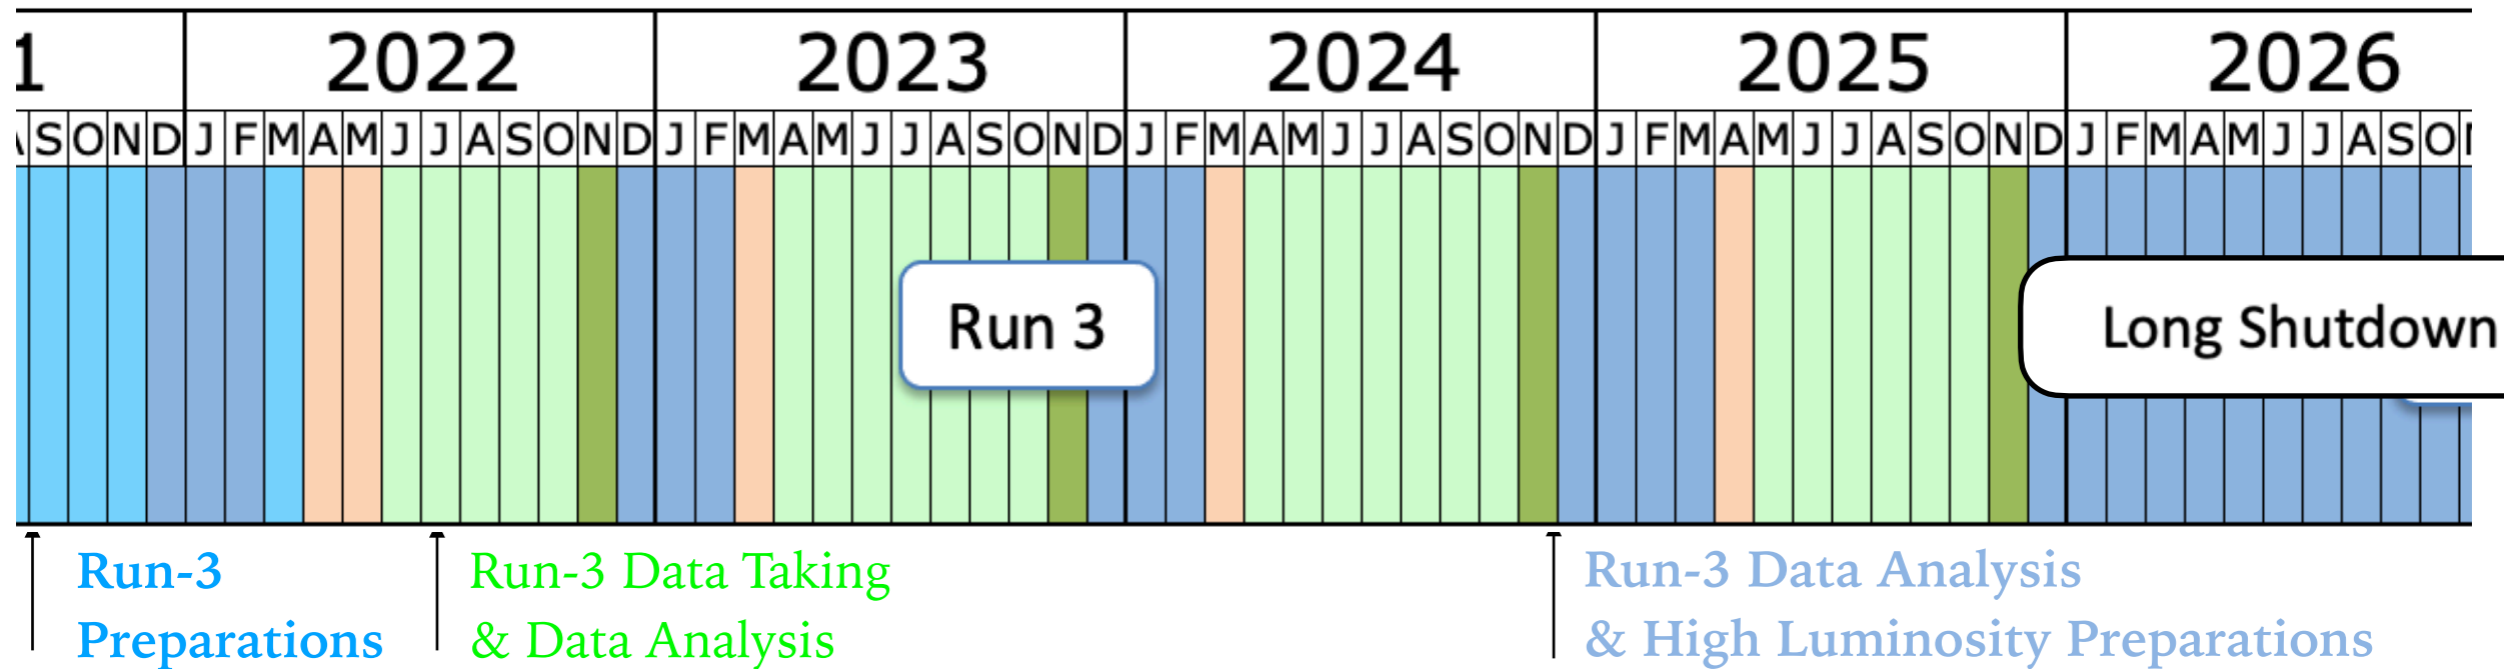 1 2022 2023 2024 2025 2026
S O N D J F M A M J J A S O N D J F M A M J J A S O N D J F M A M J J A S O N D J F M A M J J A S O N D J F M A M J J A S O
Run 3
Long Shutdown
Run-3
Preparations
Run-3 Data Taking
& Data Analysis
Run-3 Data Analysis
& High Luminosity Preparations